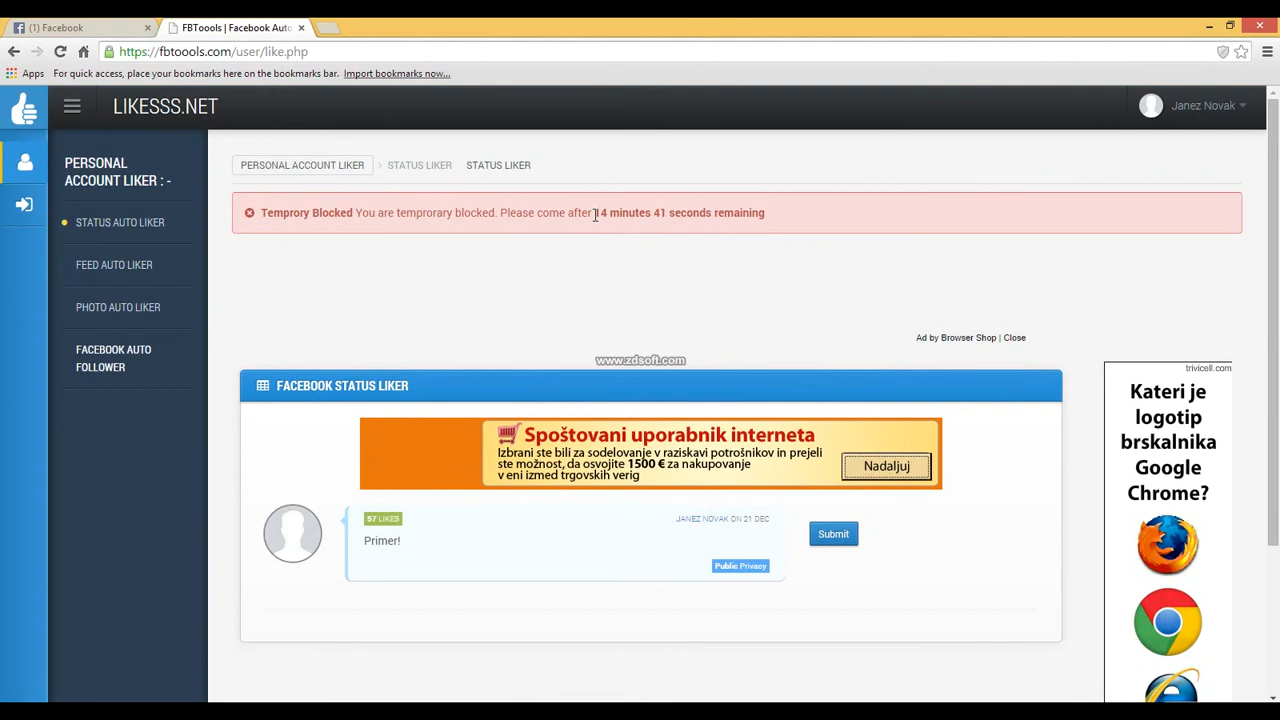 (1) Facebook
FBToools | Facebook Auto
https://fbtoools.com/user/like.php
Apps For quick access, place your bookmarks here on the bookmarks bar. Import bookmarks now...
LIKESSS.NET
Janez Novak
PERSONAL
ACCOUNT LIKER : -
STATUS AUTO LIKER
FEED AUTO LIKER
PHOTO AUTO LIKER
FACEBOOK AUTO
FOLLOWER
PERSONAL ACCOUNT LIKER > STATUS LIKER STATUS LIKER
Temprory Blocked You are temprorary blocked. Please come after 14 minutes 41 seconds remaining
Ad by Browser Shop | Close
www.zdsoft.com
FACEBOOK STATUS LIKER
Spoštovani uporabnik interneta
Izbrani ste bili za sodelovanje v raziskavi potrošnikov in prejeli
ste možnost, da osvojite 1500 € za nakupovanje
v eni izmed trgovskih verig
Nadaljuj
57 LIKES
JANEZ NOVAK ON 21 DEC
Primer!
Public Privacy
Submit
trivicell.com
Kateri je
logotip
brskalnika
Google
Chrome?